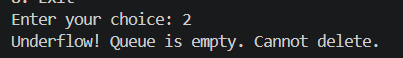 Exit
Enter your choice: 2
Underflow! Queue is empty. Cannot delete.